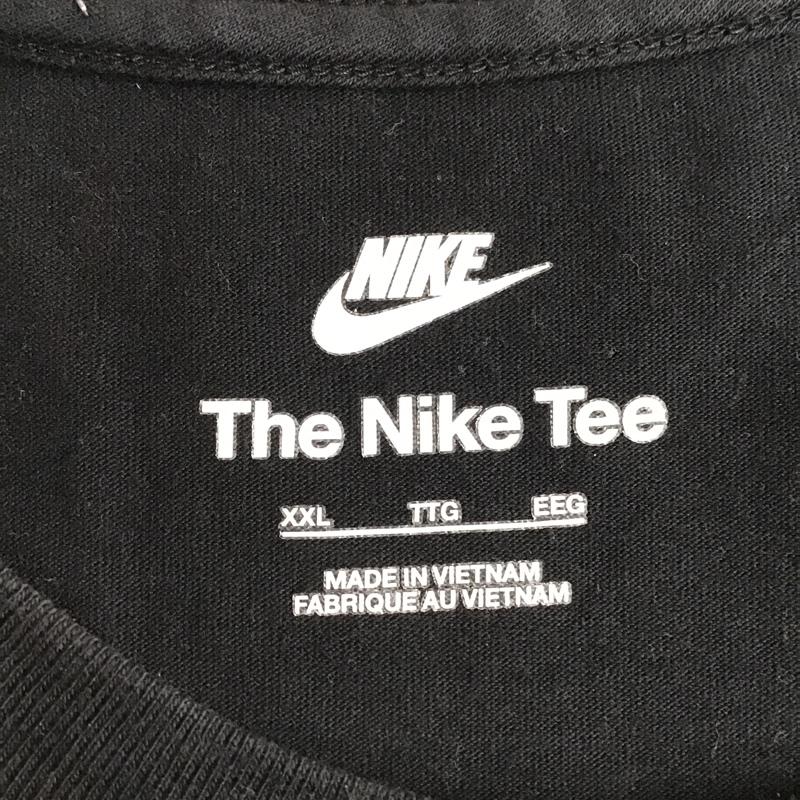 NIKE
The Nike Tee
XXL TTG EEG
MADE IN VIETNAM
FABRIQUE AU VIETNAM